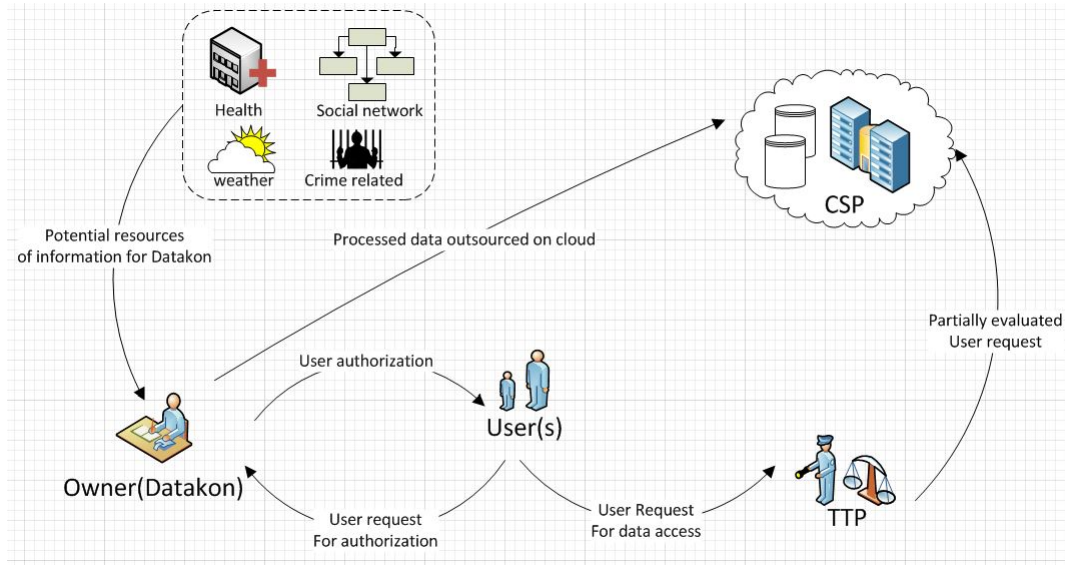 Health
Social network
weather
Crime related
CSP
Potential resources
of information for Datakon
Processed data outsourced on cloud
Partially evaluated
User request
User authorization
User(s)
Owner(Datakon)
User request
For authorization
User Request
For data access
TTP